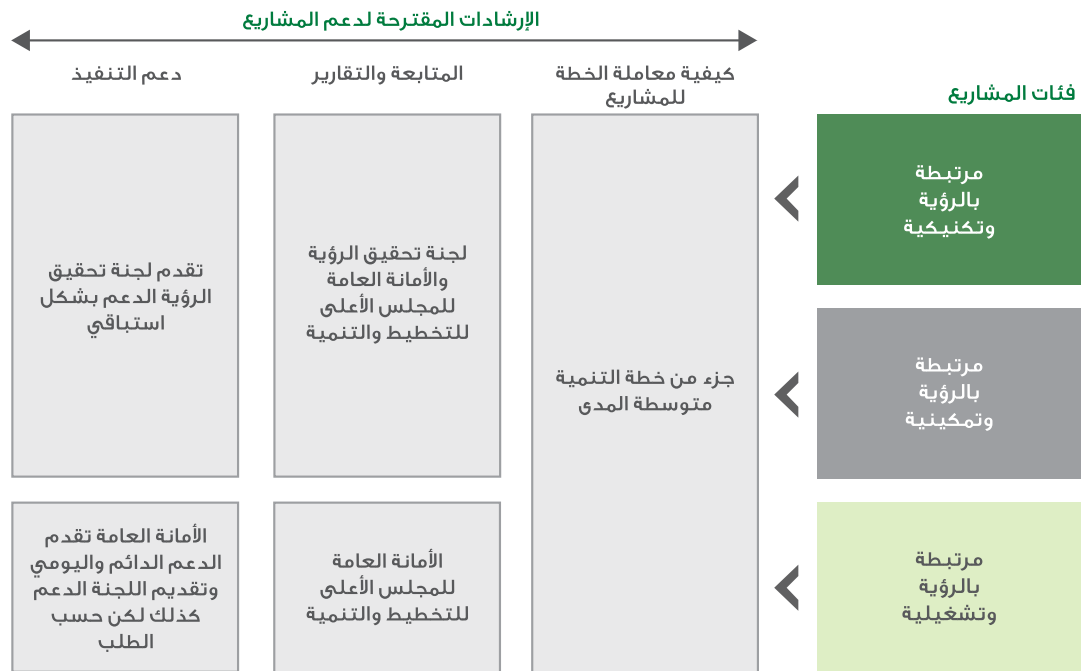 الإرشادات المقترحة لدعم المشاريع
فئات المشاريع
كيفية معاملة الخطة
للمشاريع
المتابعة والتقارير
دعم التنفيذ
مرتبطة
بالرؤية
وتكنيكية
مرتبطة
بالرؤية
وتمكينية
مرتبطة
بالرؤية
وتشغيلية
جزء من خطة التنمية
متوسطة المدى
لجنة تحقيق الرؤية
والأمانة العامة
للمجلس الأعلى
للتخطيط والتنمية
تقدم لجنة تحقيق
الرؤية الدعم بشكل
استباقي
الأمانة العامة
للمجلس الأعلى
للتخطيط والتنمية
الأمانة العامة تقدم
الدعم الدائم واليومي
وتقديم اللجنة الدعم
كذلك لكن حسب
الطلب